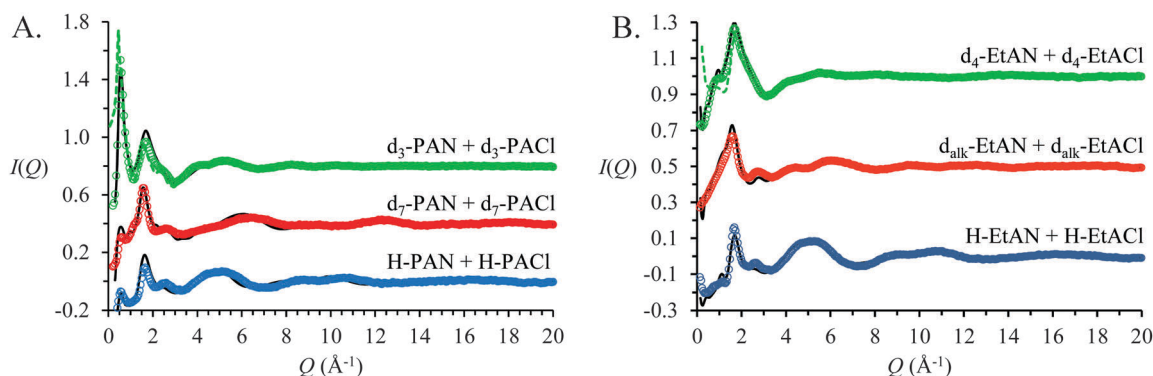 A.
1.8
1.4
1.0
0.6
0.2
-0.2
I(Q)
d₃-PAN + d₃-PACl
d₇-PAN + d₇-PACl
H-PAN + H-PACl
0 2 4 6 8 10 12 14 16 18 20
Q (Å⁻¹)
B.
1.3
1.1
0.9
0.7
0.5
0.3
0.1
-0.1
-0.3
I(Q)
d₄-EtAN + d₄-EtACl
dₐₗₖ-EtAN + dₐₗₖ-EtACl
H-EtAN + H-EtACl
0 2 4 6 8 10 12 14 16 18 20
Q (Å⁻¹)